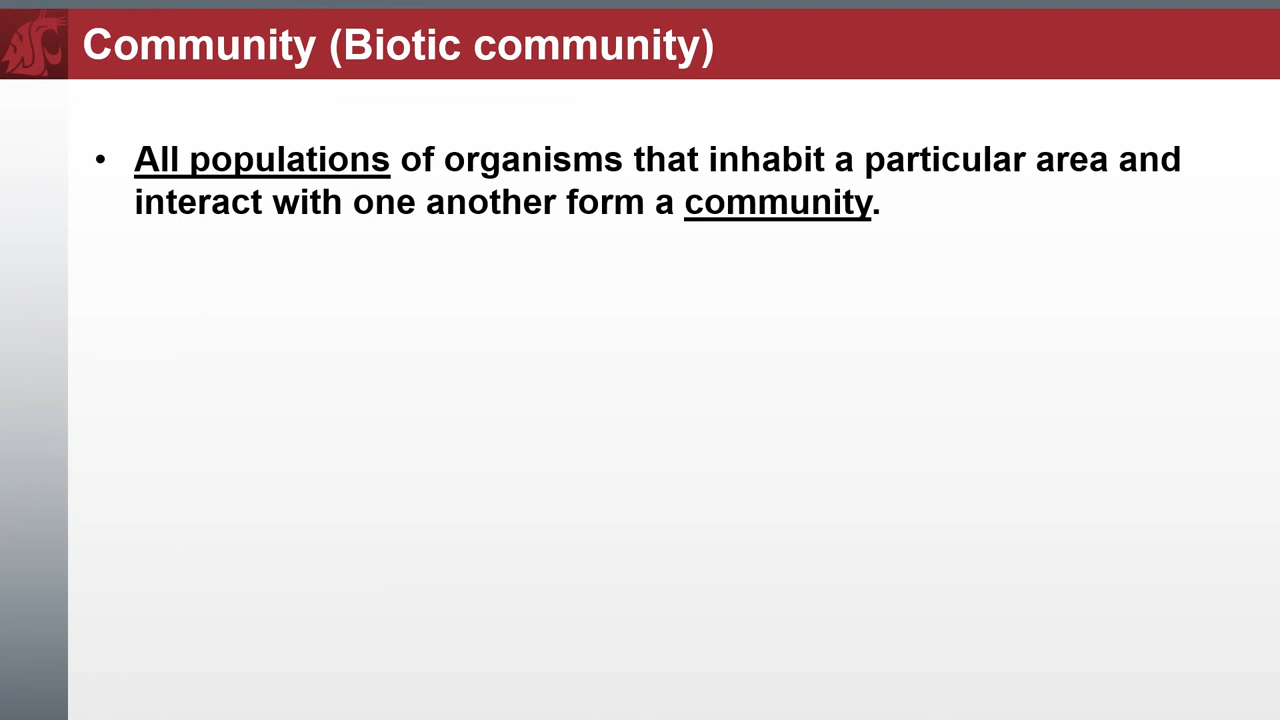 Community (Biotic community)
• All populations of organisms that inhabit a particular area and
interact with one another form a community.